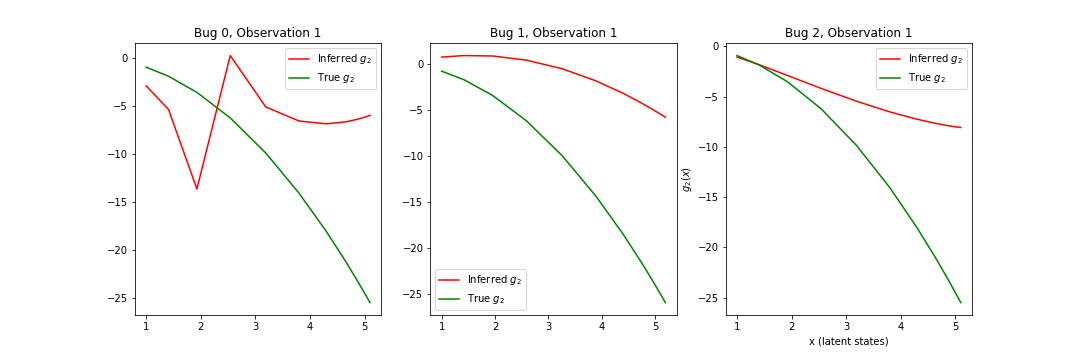 Bug 0, Observation 1
Inferred g₂
True g₂
0
−5
−10
−15
−20
−25
1 2 3 4 5
Bug 1, Observation 1
Inferred g₂
True g₂
0
−5
−10
−15
−20
−25
1 2 3 4 5
Bug 2, Observation 1
Inferred g₂
True g₂
g₂(x)
0
−5
−10
−15
−20
−25
1 2 3 4 5
x (latent states)